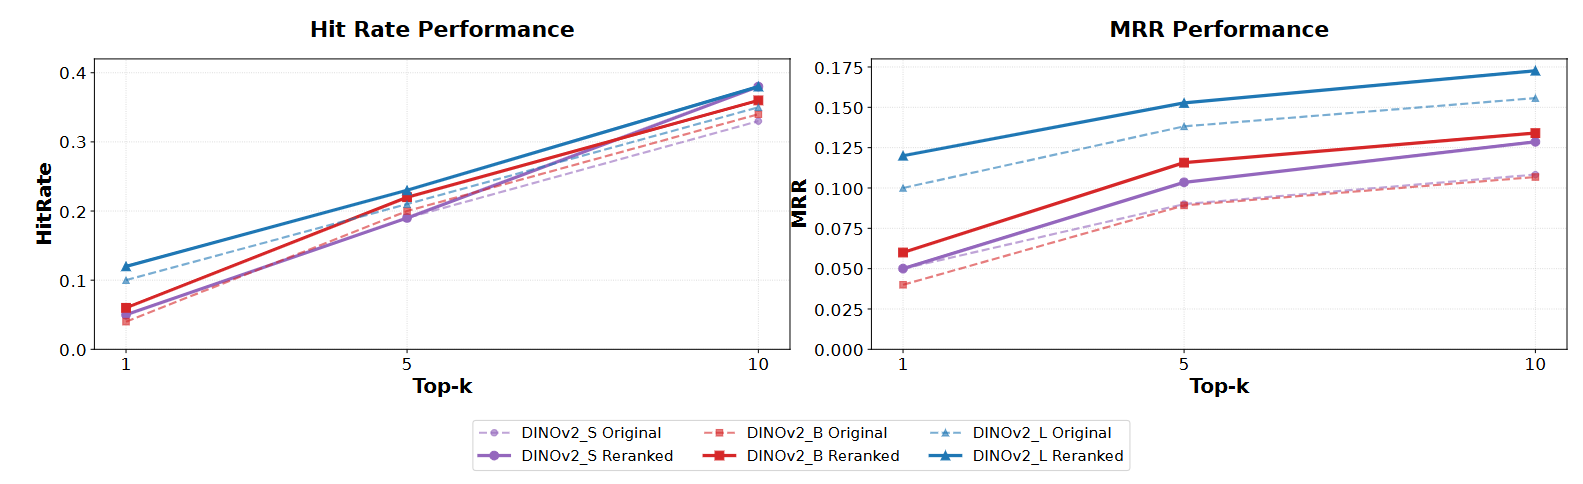 Hit Rate Performance
HitRate
0.4
0.3
0.2
0.1
0.0
1 5 10
Top-k
MRR Performance
MRR
0.175
0.150
0.125
0.100
0.075
0.050
0.025
0.000
1 5 10
Top-k
DINOv2_S Original DINOv2_B Original DINOv2_L Original
DINOv2_S Reranked DINOv2_B Reranked DINOv2_L Reranked